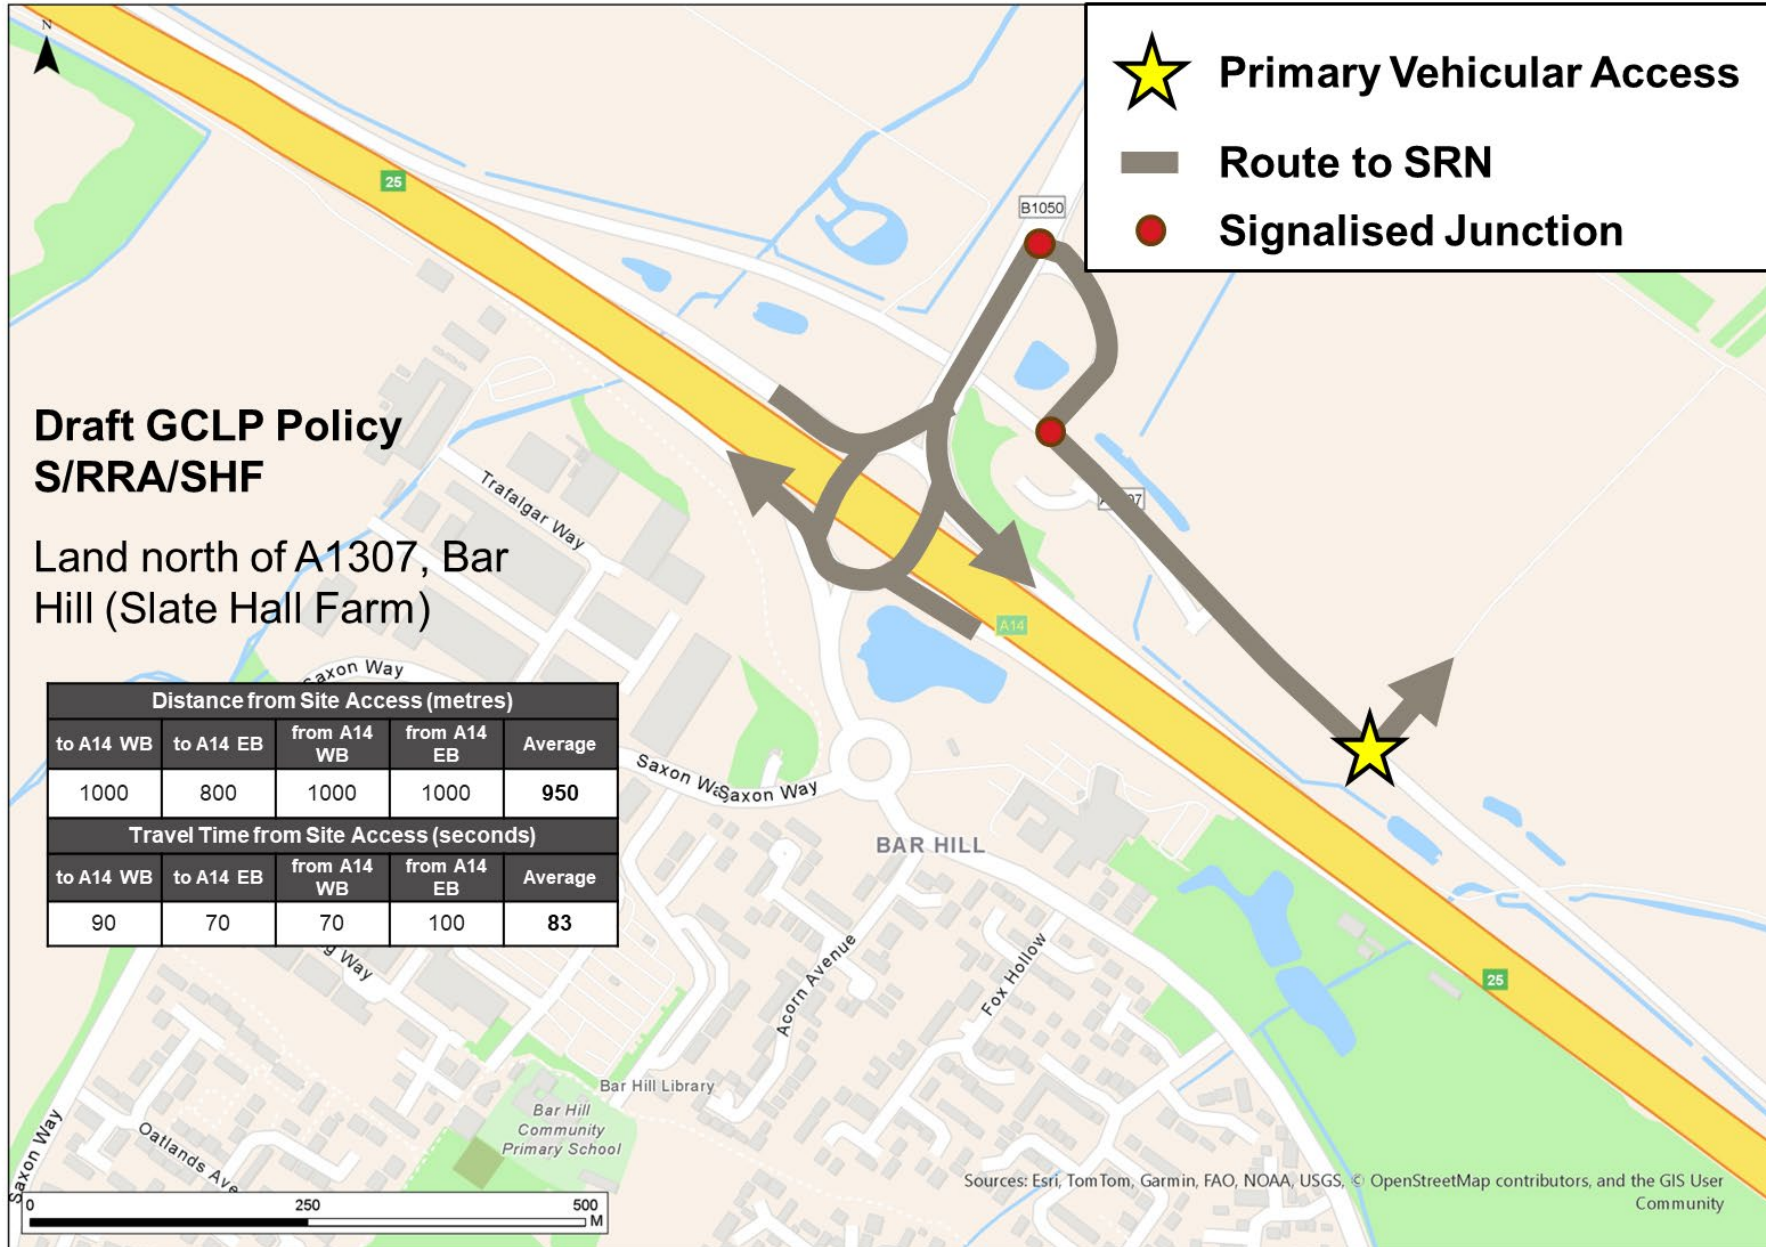 N
Primary Vehicular Access
Route to SRN
Signalised Junction
25
B1050
Draft GCLP Policy
S/RRA/SHF
Land north of A1307, Bar
Hill (Slate Hall Farm)
Trafalgar Way
A14
Saxon Way
Saxon Way
Distance from Site Access (metres)
to A14 WB to A14 EB from A14 WB from A14 EB Average
1000 800 1000 1000 950
Travel Time from Site Access (seconds)
to A14 WB to A14 EB from A14 WB from A14 EB Average
90 70 70 100 83
BAR HILL
Way
Acorn Avenue
Fox Hollow
25
Bar Hill Library
Bar Hill
Community
Primary School
Oatlands Ave
Saxon Way
0 250 500
M
Sources: Esri, TomTom, Garmin, FAO, NOAA, USGS, © OpenStreetMap contributors, and the GIS User
Community